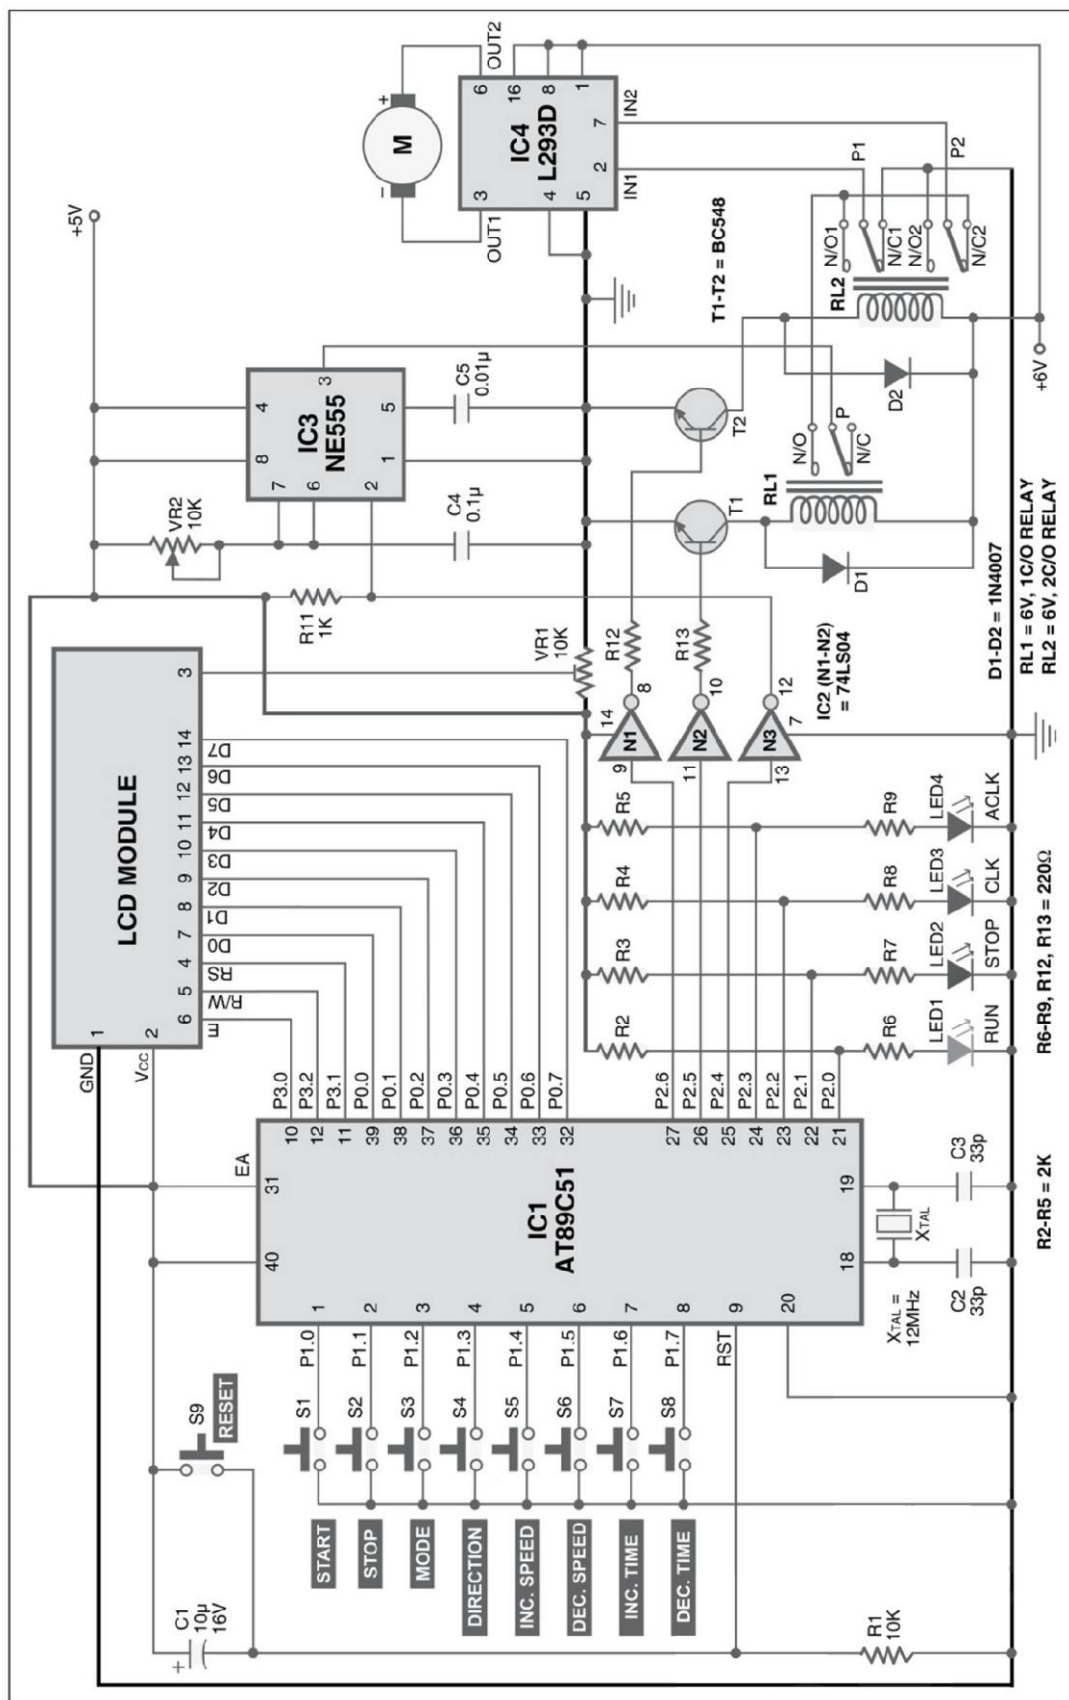 C1
10µ
16V
+
S9
RESET
START
STOP
MODE
DIRECTION
INC. SPEED
DEC. SPEED
INC. TIME
DEC. TIME
S1
S2
S3
S4
S5
S6
S7
S8
R1
10K
P1.0
P1.1
P1.2
P1.3
P1.4
P1.5
P1.6
P1.7
RST
1
2
3
4
5
6
7
8
9
20
40
31
EA
IC1
AT89C51
18
19
XTAL
XTAL =
12MHz
C2
33p
C3
33p
10
12
11
39
38
37
36
35
34
33
32
27
26
25
24
23
22
21
P3.0
P3.2
P3.1
P0.0
P0.1
P0.2
P0.3
P0.4
P0.5
P0.6
P0.7
P2.6
P2.5
P2.4
P2.3
P2.2
P2.1
P2.0
GND
Vcc
1
2
LCD MODULE
6
5
4
7
8
9
10
11
12
13
14
3
E
R/W
RS
D0
D1
D2
D3
D4
D5
D6
D7
R2
R3
R4
R5
R6
R7
R8
R9
LED1
LED2
LED3
LED4
RUN
STOP
CLK
ACLK
R2-R5 = 2K
R6-R9, R12, R13 = 220Ω
N1
N2
N3
9
11
13
14
8
10
12
7
IC2 (N1-N2)
= 74LS04
R12
R13
VR1
10K
R11
1K
VR2
10K
C4
0.1µ
C5
0.01µ
IC3
NE555
7
6
2
8
4
1
5
3
+5V
T1
T2
T1-T2 = BC548
D1
D2
RL1
N/O
P
N/C
RL2
N/O1
N/C1
N/O2
N/C2
P1
P2
+6V
D1-D2 = 1N4007
RL1 = 6V, 1C/O RELAY
RL2 = 6V, 2C/O RELAY
M
+
−
OUT1
OUT2
IC4
L293D
3
6
4
5
16
8
1
2
7
IN1
IN2